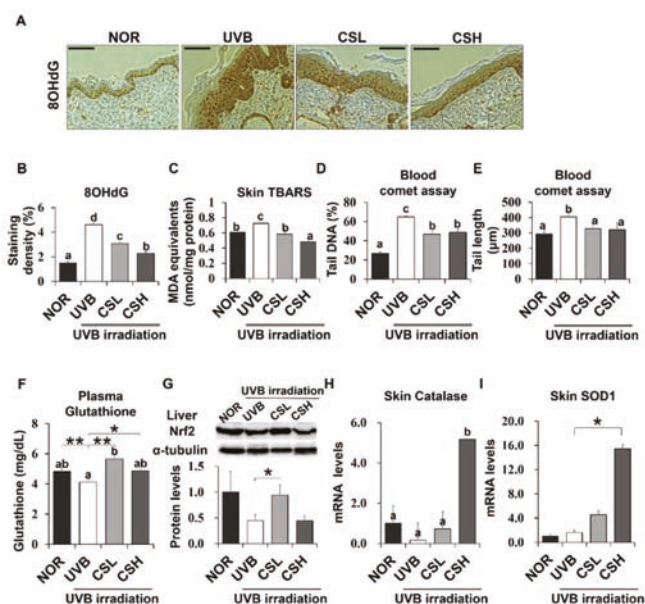 A
NOR UVB CSL CSH
8OHdG
B
8OHdG
Staining density (%)
6.0
4.0
2.0
0.0
a d c b
NOR UVB CSL CSH
UVB irradiation
C
Skin TBARS
MDA equivalents (nmol/mg protein)
1
0.8
0.6
0.4
0.2
0
b c b a
NOR UVB CSL CSH
UVB irradiation
D
Blood
comet assay
Tail DNA (%)
80
60
40
20
0
a c b b
NOR UVB CSL CSH
UVB irradiation
E
Blood
comet assay
Tail length (μm)
500
400
300
200
100
0
a b a a
NOR UVB CSL CSH
UVB irradiation
F
Plasma
Glutathione
Glutathione (mg/dL)
8
6
4
2
0
*
** **
ab a b ab
NOR UVB CSL CSH
UVB irradiation
G
UVB irradiation
NOR UVB CSL CSH
Liver
Nrf2
α-tubulin
Protein levels
1.5
1.0
0.5
0.0
*
NOR UVB CSL CSH
UVB irradiation
H
Skin Catalase
mRNA levels
6.0
4.0
2.0
0.0
a a a b
NOR UVB CSL CSH
UVB irradiation
I
Skin SOD1
mRNA levels
20.0
16.0
12.0
8.0
4.0
0.0
*
NOR UVB CSL CSH
UVB irradiation